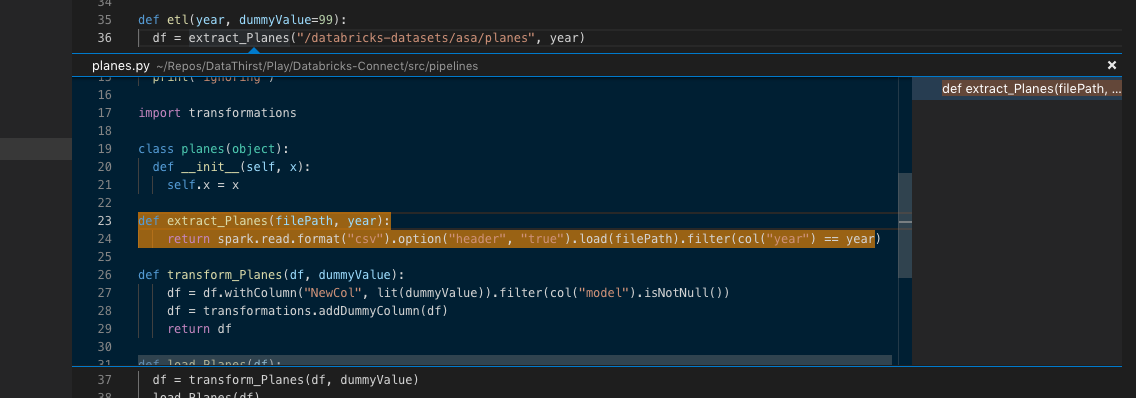 34
35 def etl(year, dummyValue=99):
36 df = extract_Planes("/databricks-datasets/asa/planes", year)
planes.py ~/Repos/DataThirst/Play/Databricks-Connect/src/pipelines
15 print("ignoring")
def extract_Planes(filePath, ...
16
17 import transformations
18
19 class planes(object):
20 def __init__(self, x):
21 self.x = x
22
23 def extract_Planes(filePath, year):
24 return spark.read.format("csv").option("header", "true").load(filePath).filter(col("year") == year)
25
26 def transform_Planes(df, dummyValue):
27 df = df.withColumn("NewCol", lit(dummyValue)).filter(col("model").isNotNull())
28 df = transformations.addDummyColumn(df)
29 return df
30
31 def load_Planes(df):
37 df = transform_Planes(df, dummyValue)
38 load_Planes(df)